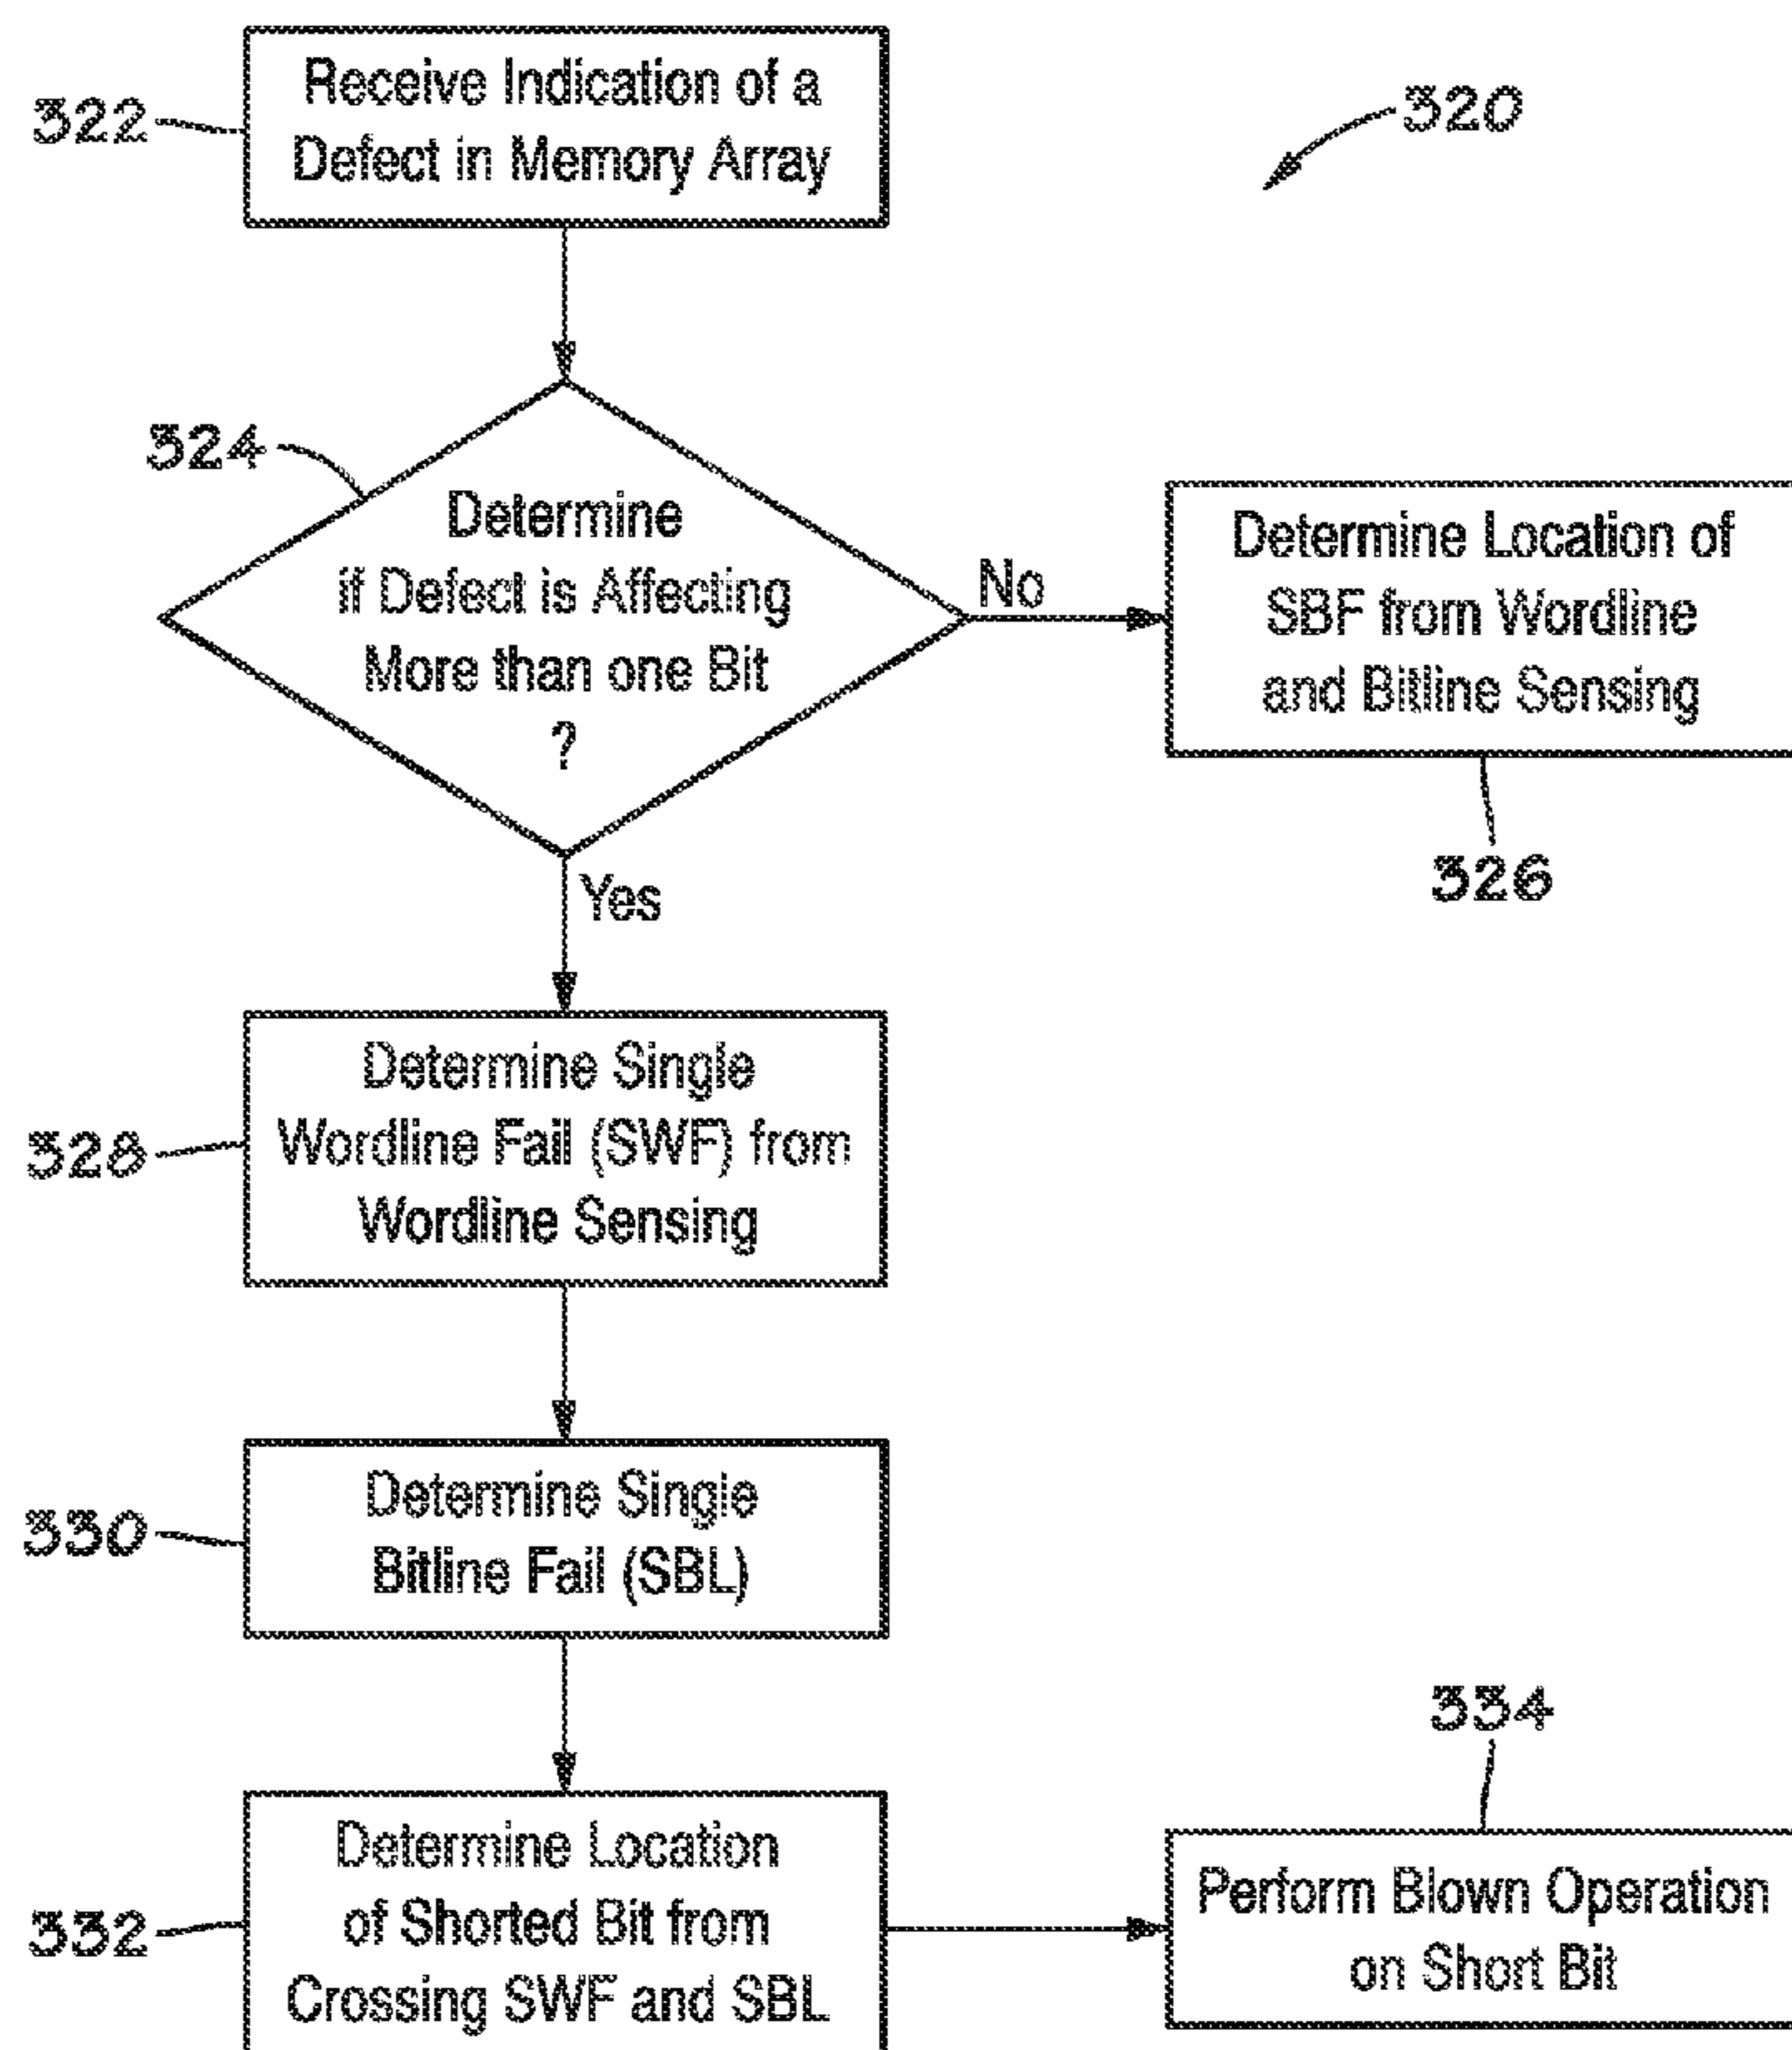 Receive Indication of a
Defect in Memory Array
322
320
324
Determine
if Defect is Affecting
More than one Bit
?
No
Determine Location of
SBF from Wordline
and Bitline Sensing
326
Yes
Determine Single
Wordline Fail (SWF) from
Wordline Sensing
328
Determine Single
Bitline Fail (SBL)
330
Determine Location
of Shorted Bit from
Crossing SWF and SBL
332
334
Perform Blown Operation
on Short Bit